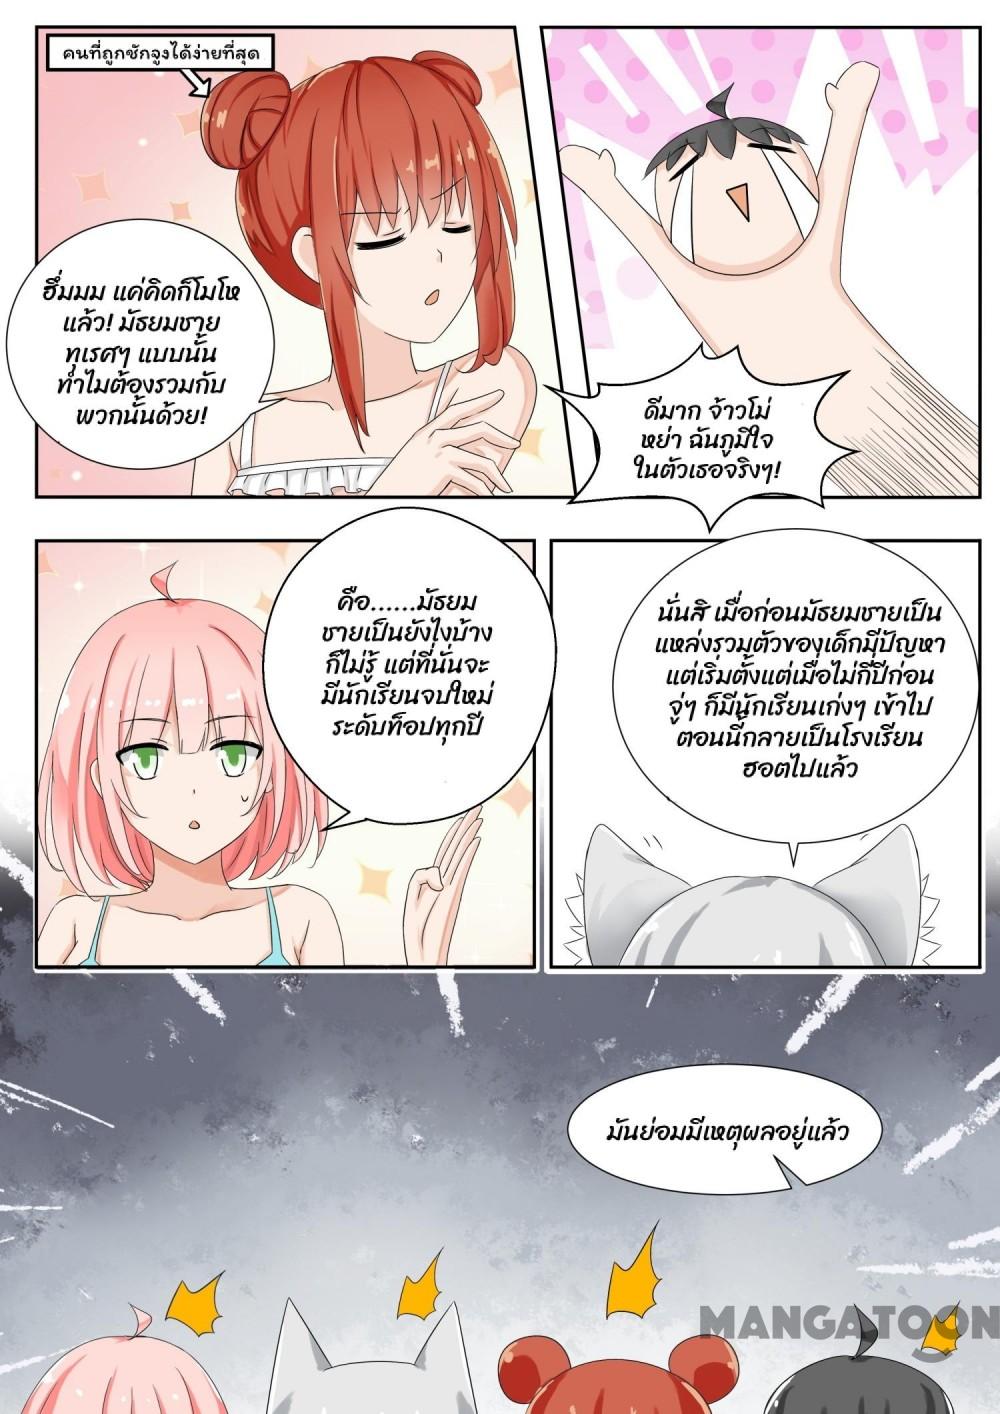 คนที่ถูกชักจูงได้ง่ายที่สุด
ฮึ่มมม แค่คิดก็โมโห
แล้ว! มัธยมชาย
ทุเรศๆ แบบนั้น
ทำไมต้องรวมกับ
พวกนั้นด้วย!
ดีมาก จ้าวโม่
หย่า ฉันภูมิใจ
ในตัวเธอจริงๆ!
คือ......มัธยม
ชายเป็นยังไงบ้าง
ก็ไม่รู้ แต่ที่นั่นจะ
มีนักเรียนจบใหม่
ระดับท็อปทุกปี
นั่นสิ เมื่อก่อนมัธยมชายเป็น
แหล่งรวมตัวของเด็กมีปัญหา
แต่เริ่มตั้งแต่เมื่อไม่กี่ปีก่อน
จู่ๆ ก็มีนักเรียนเก่งๆ เข้าไป
ตอนนี้กลายเป็นโรงเรียน
ฮอตไปแล้ว
มันย่อมมีเหตุผลอยู่แล้ว
MANGATOON